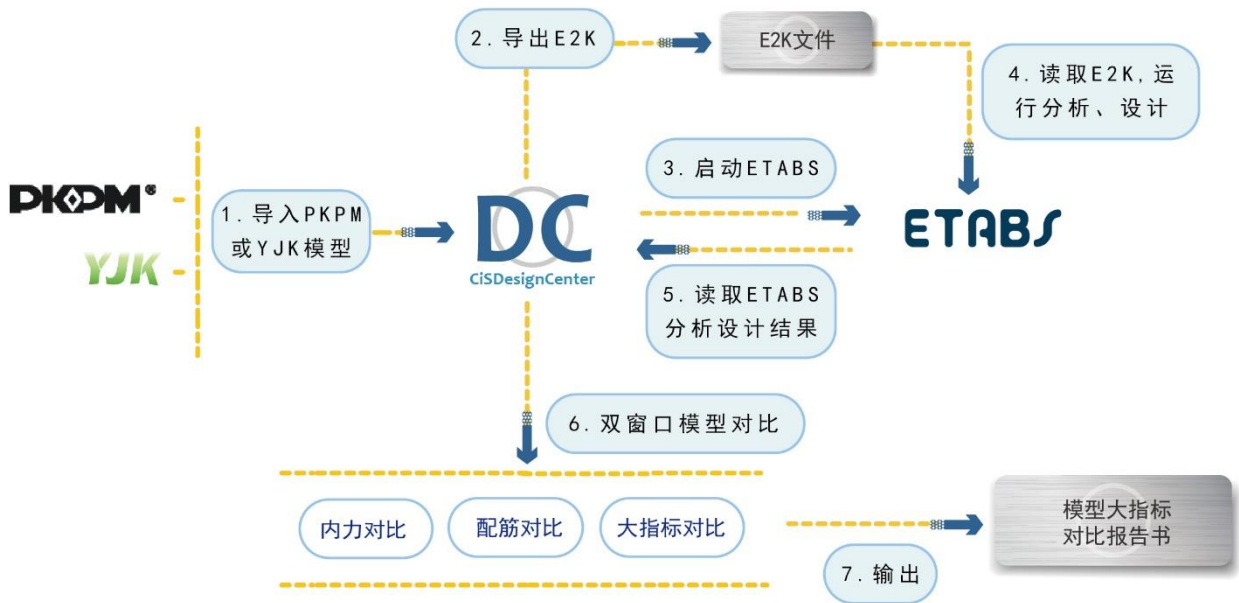 2. 导出E2K
E2K文件
4. 读取E2K, 运
行分析、设计
PKPM®
YJK
1. 导入PKPM
或YJK模型
3. 启动ETABS
DC
CiSDesignCenter
ETABS
5. 读取ETABS
分析设计结果
6. 双窗口模型对比
内力对比
配筋对比
大指标对比
模型大指标
对比报告书
7. 输出